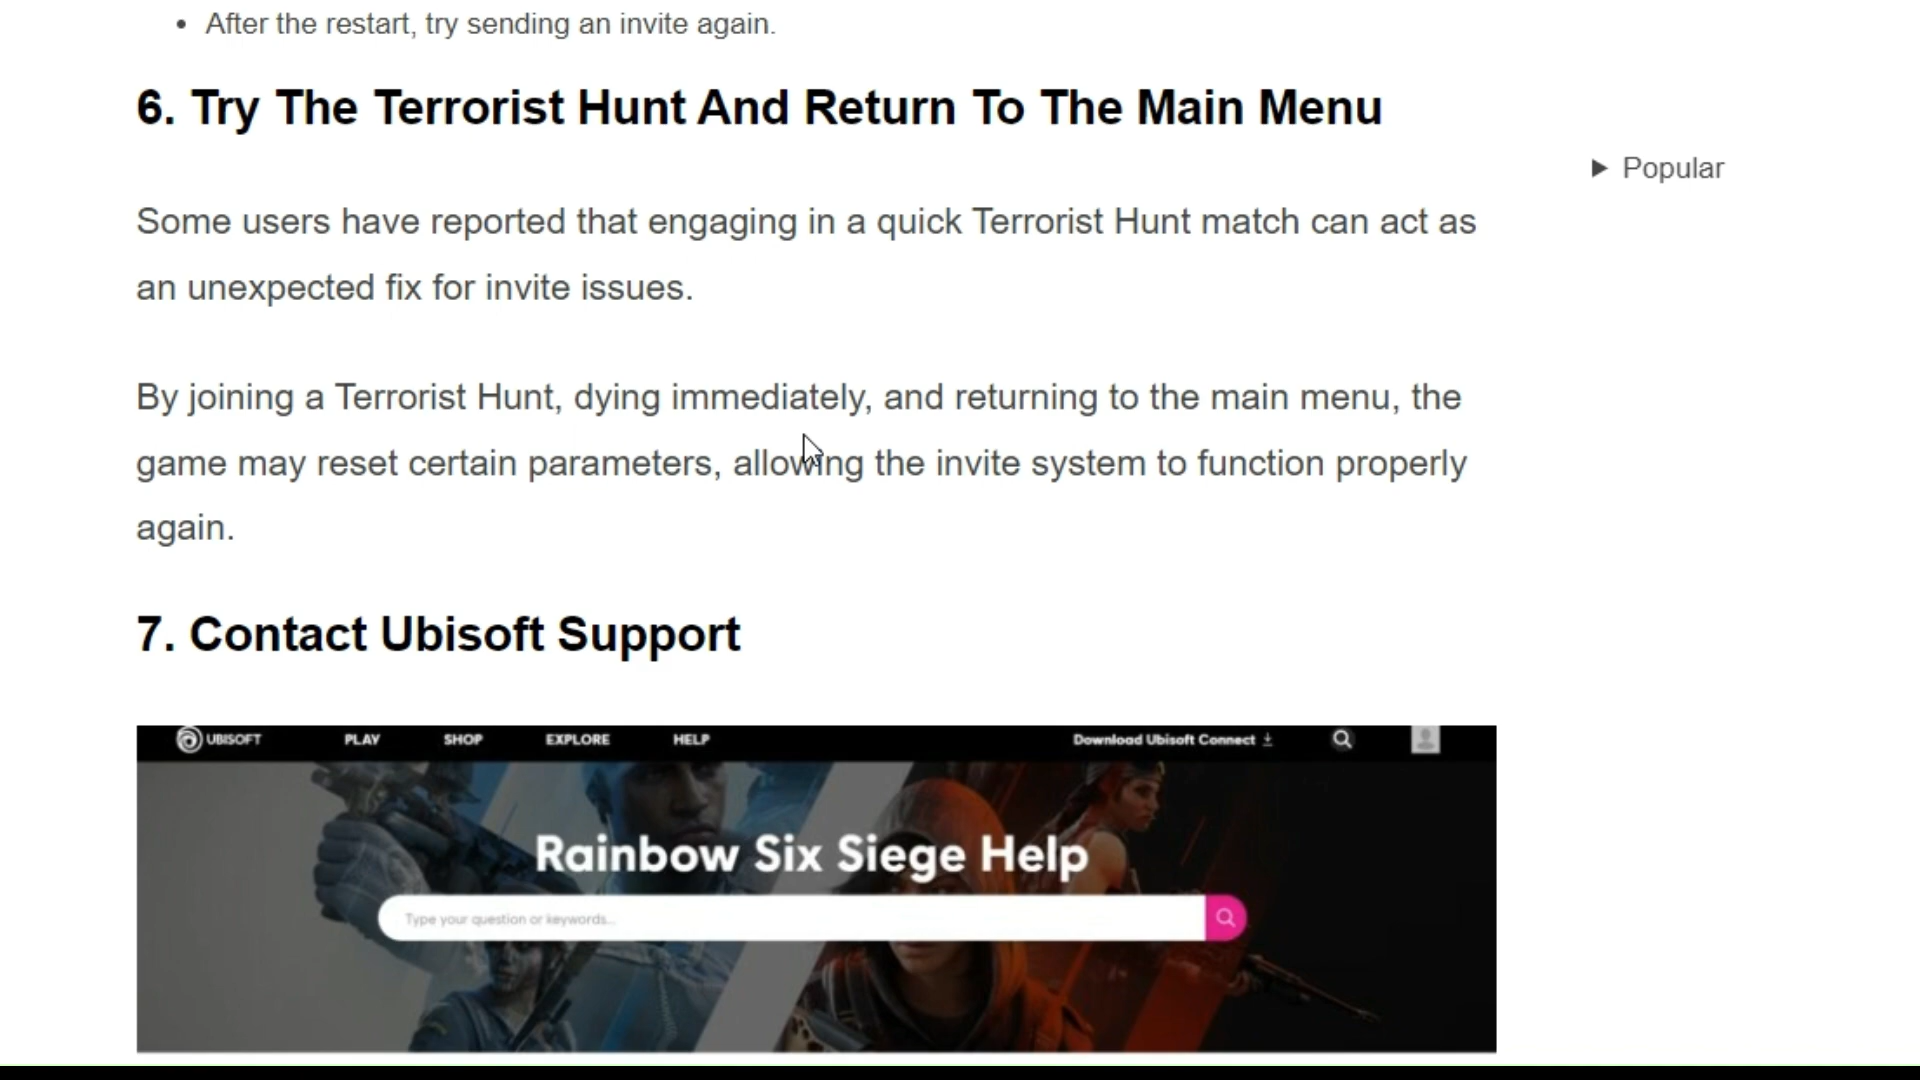 • After the restart, try sending an invite again.
6. Try The Terrorist Hunt And Return To The Main Menu
▶ Popular
Some users have reported that engaging in a quick Terrorist Hunt match can act as
an unexpected fix for invite issues.
By joining a Terrorist Hunt, dying immediately, and returning to the main menu, the
game may reset certain parameters, allowing the invite system to function properly
again.
7. Contact Ubisoft Support
UBISOFT PLAY SHOP EXPLORE HELP Download Ubisoft Connect
Rainbow Six Siege Help
Type your question or keywords...